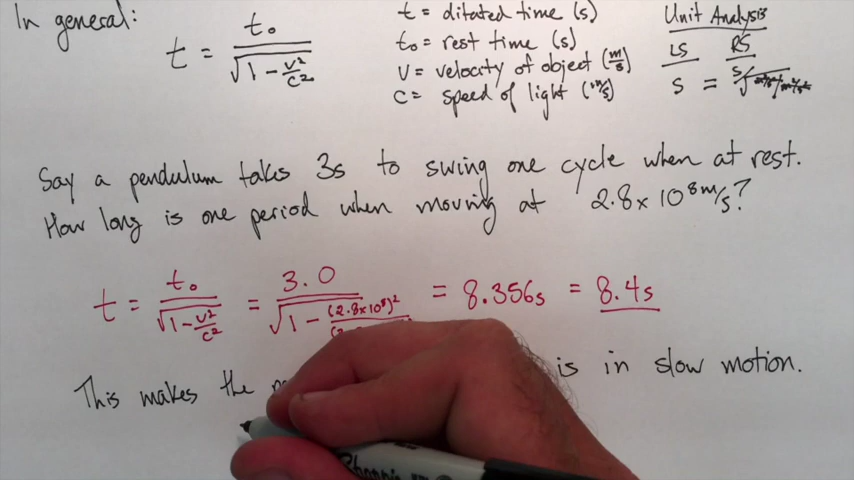 In general:
t = t₀ / √(1 - v²/c²)
t = dilated time (s)
t₀ = rest time (s)
v = velocity of object (m/s)
c = speed of light (m/s)
Unit Analysis
LS RS
s = s/√
Say a pendulum takes 3s to swing one cycle when at rest.
How long is one period when moving at 2.8 x 10⁸ m/s?
t = t₀ / √(1 - v²/c²) = 3.0 / √(1 - (2.8x10⁸)² = 8.356s = 8.4s
This makes the is in slow motion.
Sharpie